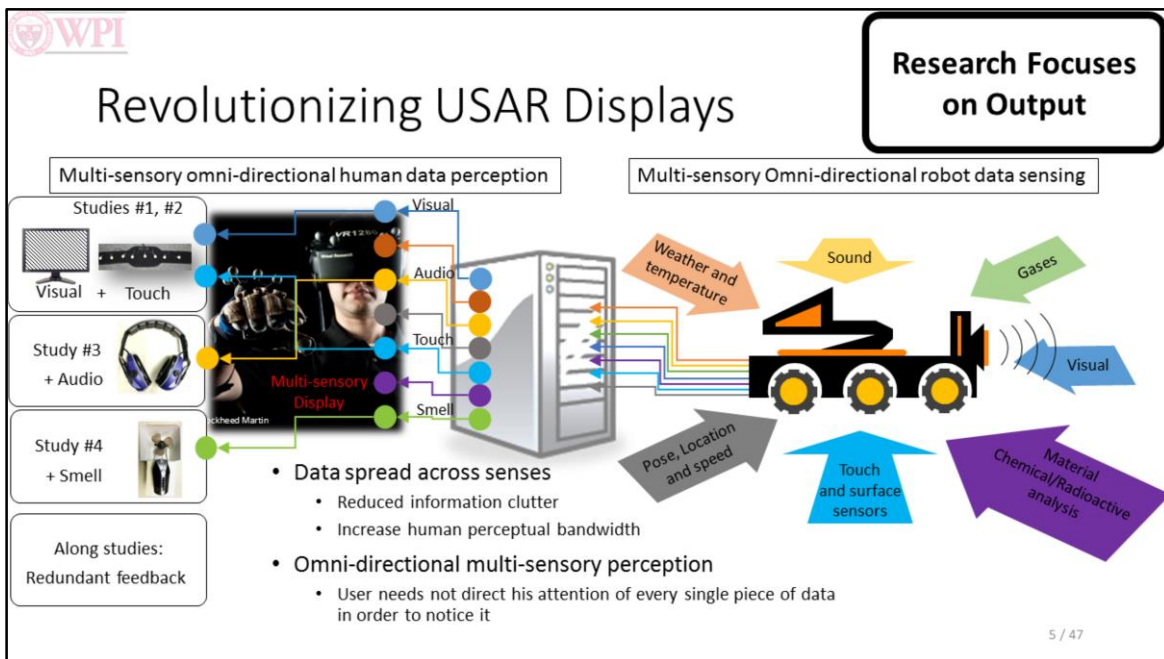 WPI
Research Focuses
on Output
Revolutionizing USAR Displays
Multi-sensory omni-directional human data perception
Multi-sensory Omni-directional robot data sensing
Studies #1, #2
Visual + Touch
Study #3
+ Audio
Study #4
+ Smell
Along studies:
Redundant feedback
Visual
Audio
Touch
Smell
Multi-sensory
Display
ockheed Martin
Weather and
temperature
Sound
Gases
Visual
Pose, Location
and speed
Touch
and surface
sensors
Material
Chemical/Radioactive
analysis
• Data spread across senses
• Reduced information clutter
• Increase human perceptual bandwidth
• Omni-directional multi-sensory perception
• User needs not direct his attention of every single piece of data
in order to notice it
5 / 47